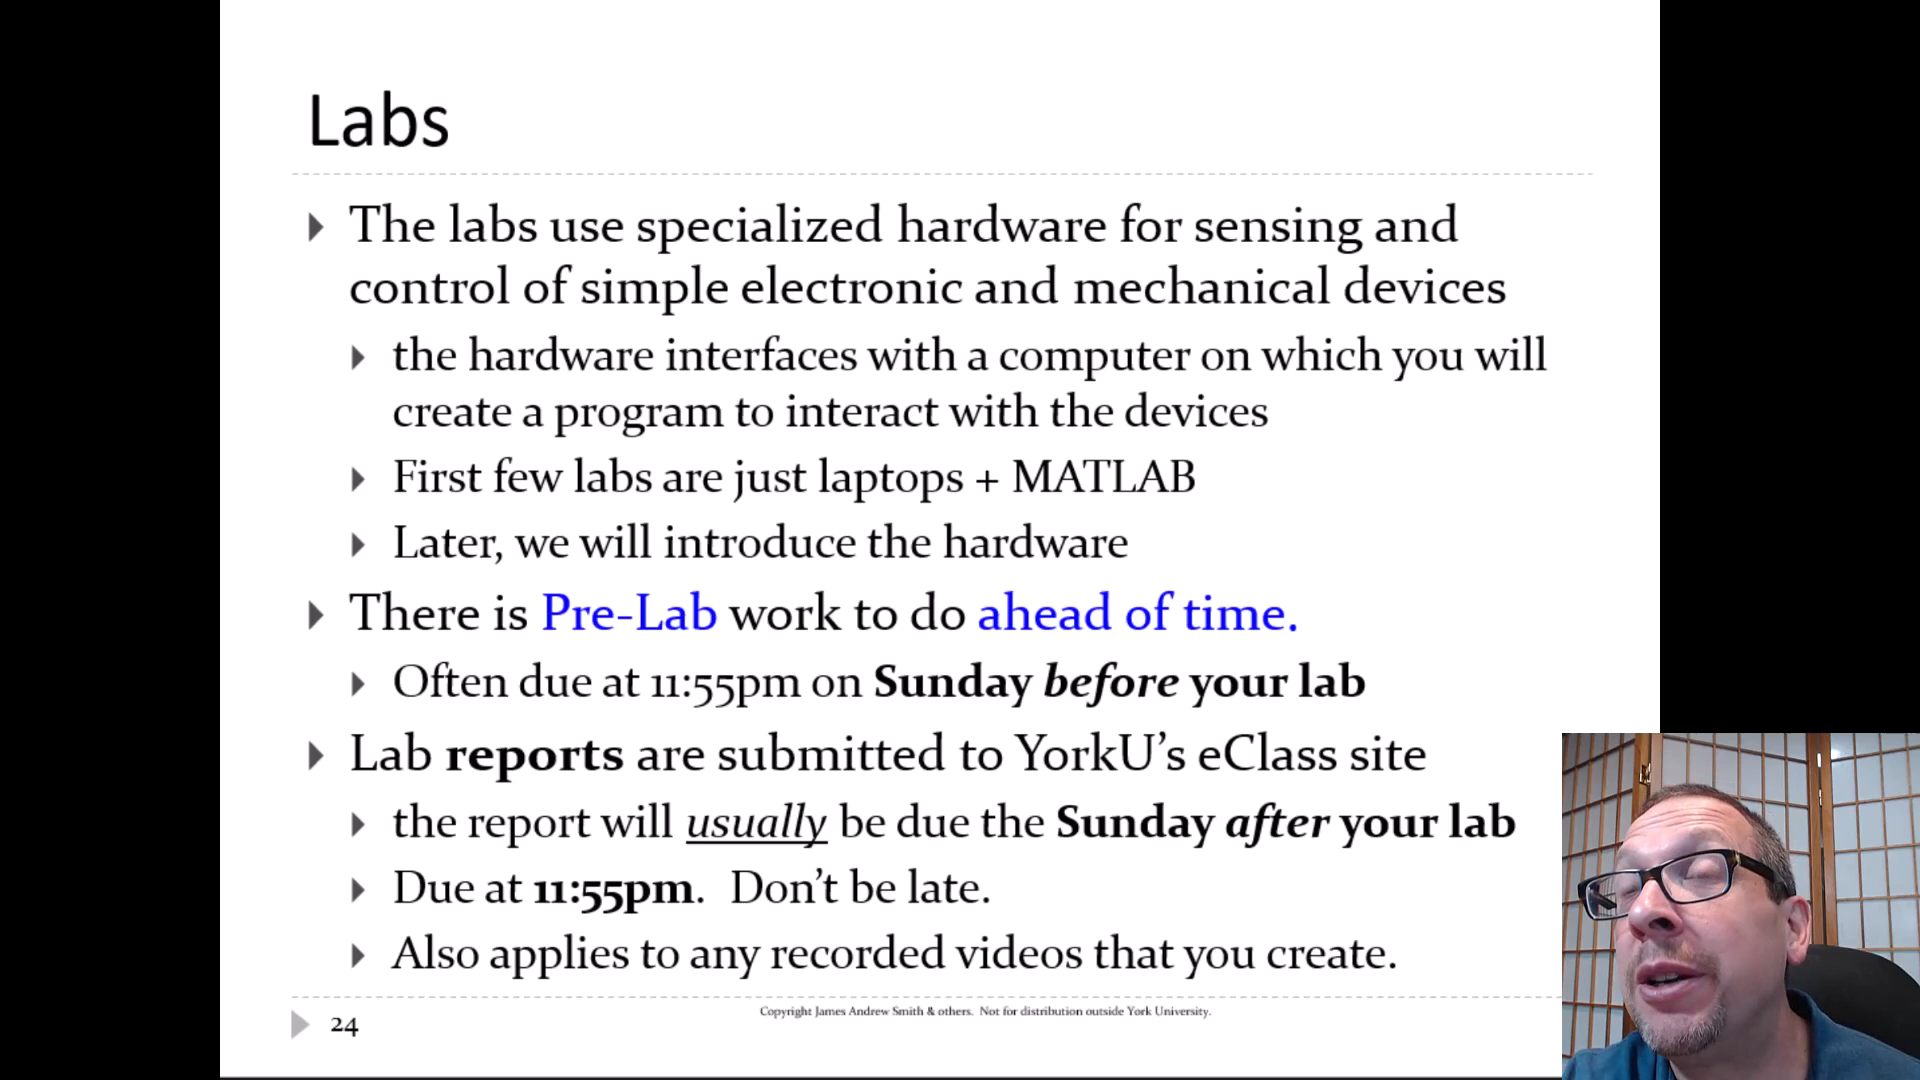 Labs
The labs use specialized hardware for sensing and
control of simple electronic and mechanical devices
the hardware interfaces with a computer on which you will
create a program to interact with the devices
First few labs are just laptops + MATLAB
Later, we will introduce the hardware
There is Pre-Lab work to do ahead of time.
Often due at 11:55pm on Sunday before your lab
Lab reports are submitted to YorkU’s eClass site
the report will usually be due the Sunday after your lab
Due at 11:55pm.  Don’t be late.
Also applies to any recorded videos that you create.
Copyright James Andrew Smith & others.  Not for distribution outside York University.
24